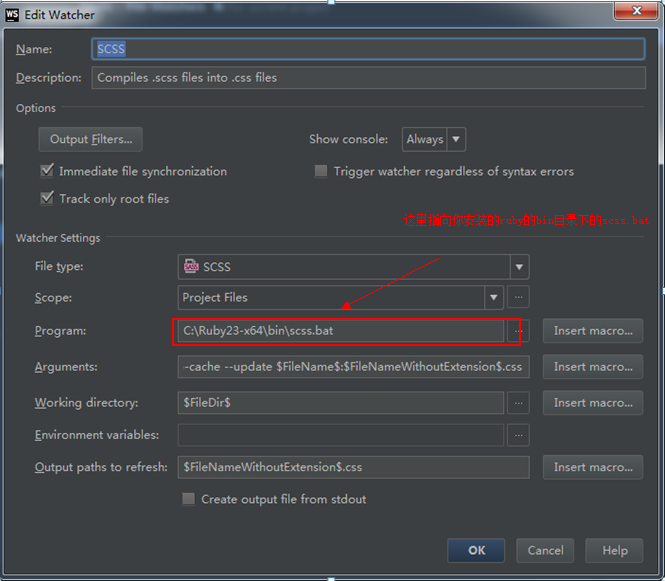 WS Edit Watcher
Name: SCSS
Description: Compiles .scss files into .css files
Options
Output Filters... Show console: Always
Immediate file synchronization Trigger watcher regardless of syntax errors
Track only root files
这里指向你安装的ruby的bin目录下的scss.bat
Watcher Settings
File type: SASS SCSS
Scope: Project Files ...
Program: C:\Ruby23-x64\bin\scss.bat ... Insert macro...
Arguments: -cache --update $FileName$:$FileNameWithoutExtension$.css Insert macro...
Working directory: $FileDir$ ... Insert macro...
Environment variables: ...
Output paths to refresh: $FileNameWithoutExtension$.css Insert macro...
Create output file from stdout
OK Cancel Help